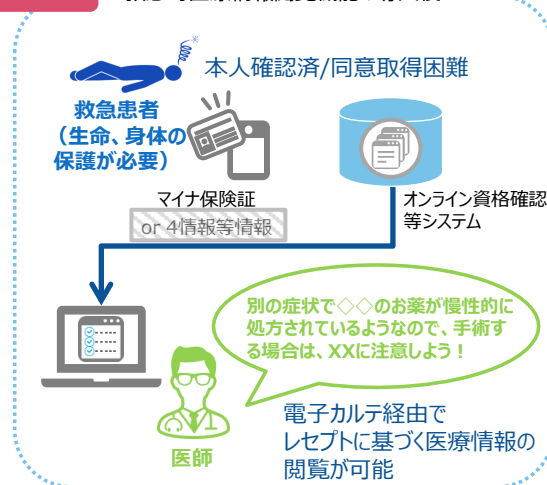 本人確認済/同意取得困難
救急患者
（生命、身体の
保護が必要）
マイナ保険証
or 4情報等情報
オンライン資格確認
等システム
別の症状で◇◇のお薬が慢性的に
処方されているようなので、手術す
る場合は、XXに注意しよう！
医師
電子カルテ経由で
レセプトに基づく医療情報の
閲覧が可能